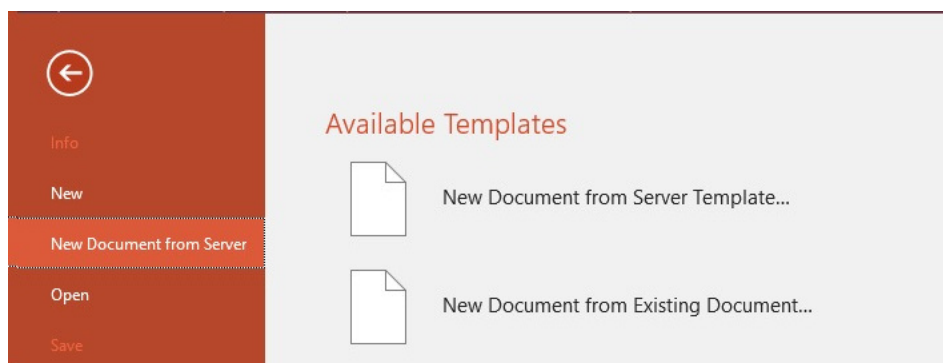 Info
New
New Document from Server
Open
Save
Available Templates
New Document from Server Template...
New Document from Existing Document...